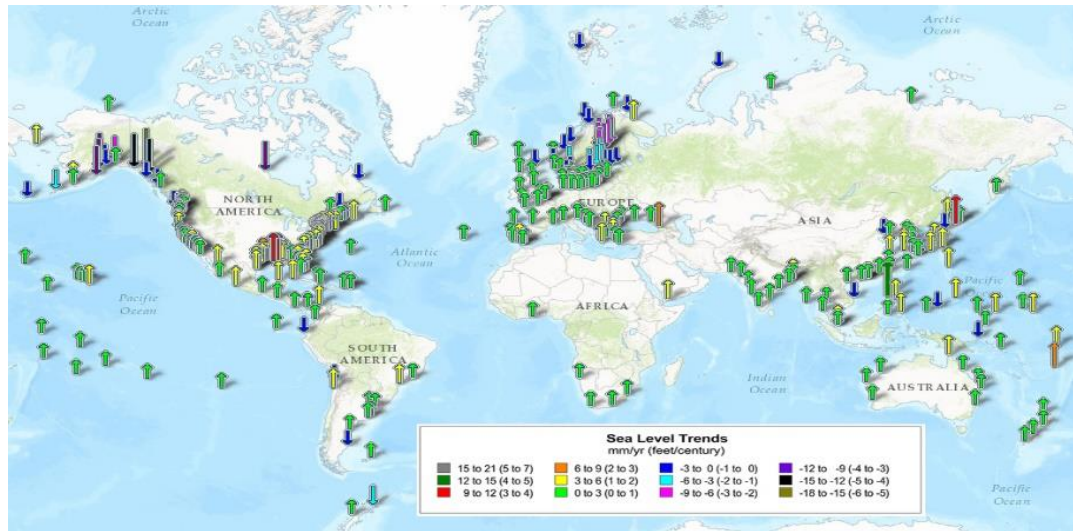 Arctic
Ocean
Arctic
Ocean
NORTH
AMERICA
EUROPE
ASIA
Atlantic
Ocean
Pacific
Ocean
Pacific
AFRICA
SOUTH
AMERICA
Indian
Ocean
AUSTRALIA
Sea Level Trends
mm/yr (feet/century)
15 to 21 (5 to 7) 6 to 9 (2 to 3) -3 to 0 (-1 to 0) -12 to -9 (-4 to -3)
12 to 15 (4 to 5) 3 to 6 (1 to 2) -6 to -3 (-2 to -1) -15 to -12 (-5 to -4)
9 to 12 (3 to 4) 0 to 3 (0 to 1) -9 to -6 (-3 to -2) -18 to -15 (-6 to -5)